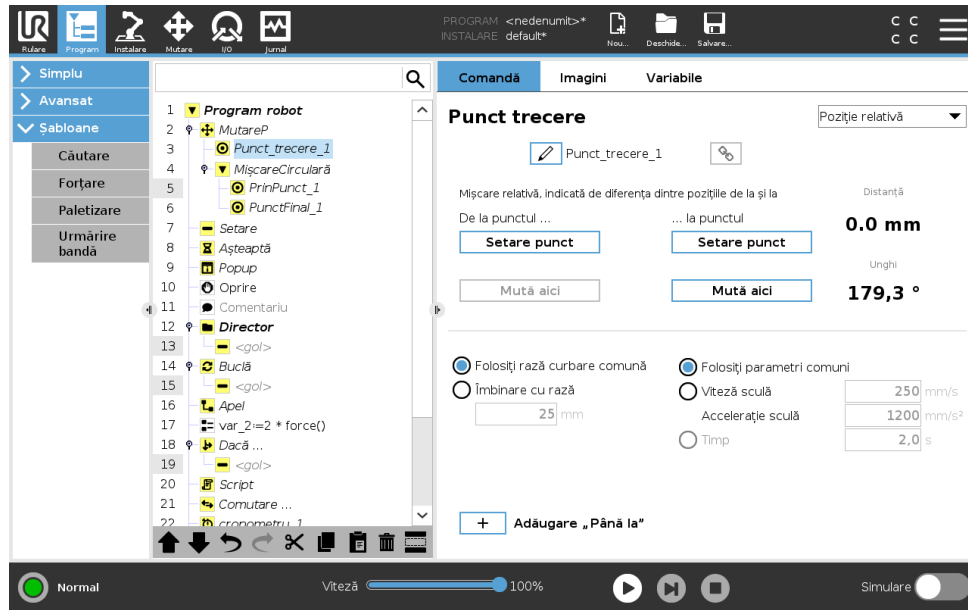 PROGRAM <nedenumit>*
INSTALARE default*
C C
C C
Rulare Program Instalare Mutare I/O Jurnal Nou... Deschide... Salvare...
Simplu
Avansat
Șabloane
Căutare
Forțare
Paletizare
Urmărire
bandă
1 Program robot
2 MutareP
3 Punct_trecere_1
4 MișcareCirculară
5 PrinPunct_1
6 PunctFinal_1
7 Setare
8 Așteaptă
9 Popup
10 Oprire
11 Comentariu
12 Director
13 <gol>
14 Buclă
15 <gol>
16 Apel
17 var_2:=2 * force()
18 Dacă ...
19 <gol>
20 Script
21 Comutare ...
22 cronometru_1
Comandă Imagini Variabile
Punct trecere
Poziție relativă
Punct_trecere_1
Mișcare relativă, indicată de diferența dintre pozițiile de la și la
Distanță
De la punctul ... ... la punctul
0.0 mm
Setare punct Setare punct
Unghi
Mută aici Mută aici
179,3 °
Folosiți rază curbare comună
Îmbinare cu rază
25 mm
Folosiți parametri comuni
Viteză sculă 250 mm/s
Accelerație sculă 1200 mm/s²
Timp 2,0 s
+ Adăugare „Până la”
Normal
Viteză 100%
Simulare